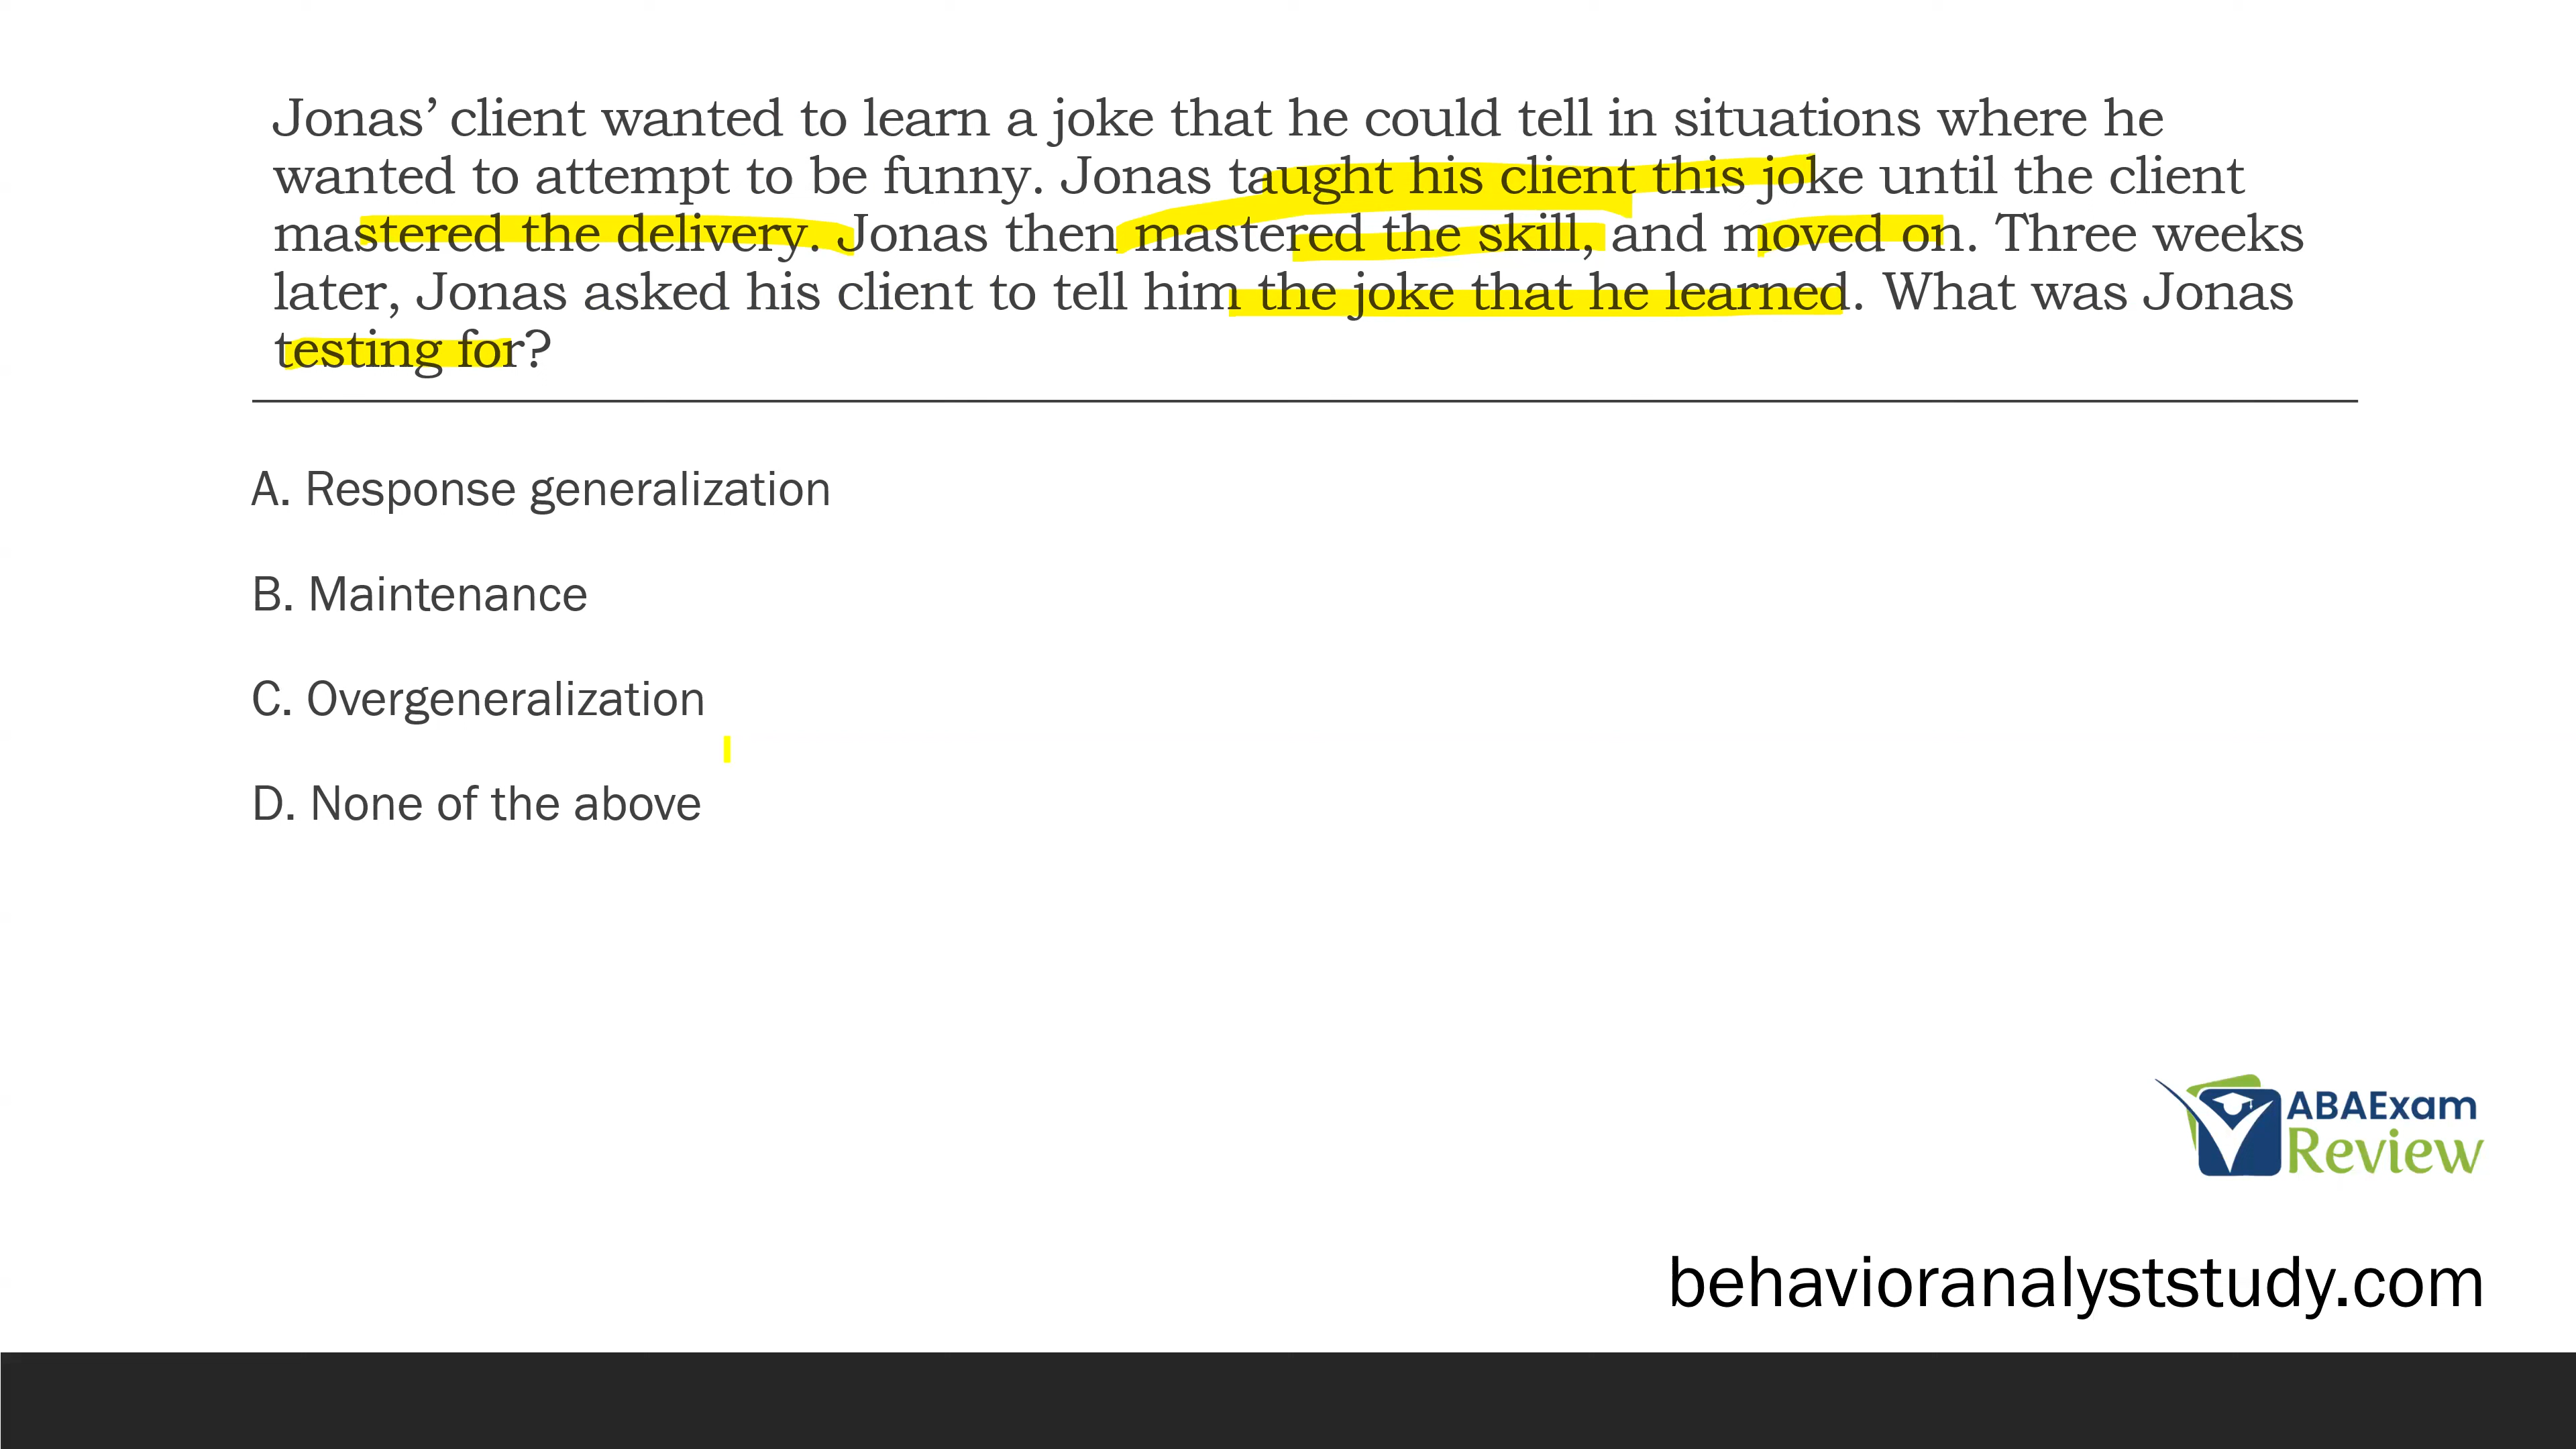 Jonas’ client wanted to learn a joke that he could tell in situations where he
wanted to attempt to be funny. Jonas taught his client this joke until the client
mastered the delivery. Jonas then mastered the skill, and moved on. Three weeks
later, Jonas asked his client to tell him the joke that he learned. What was Jonas
testing for?
A. Response generalization
B. Maintenance
C. Overgeneralization
D. None of the above
ABAExam
Review
behavioranalyststudy.com